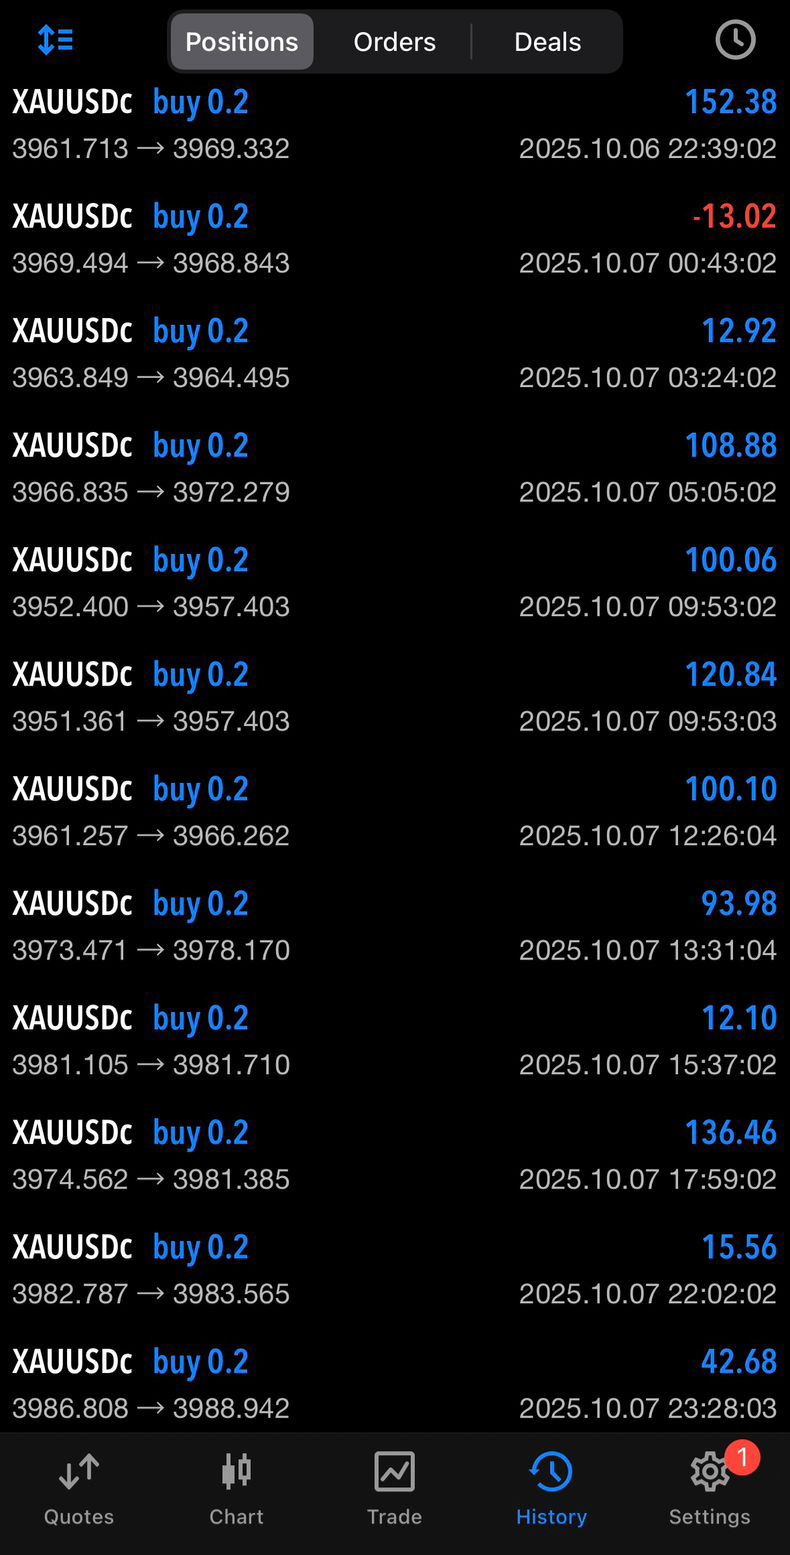 Positions Orders Deals
XAUUSDc buy 0.2 152.38
3961.713 → 3969.332 2025.10.06 22:39:02
XAUUSDc buy 0.2 -13.02
3969.494 → 3968.843 2025.10.07 00:43:02
XAUUSDc buy 0.2 12.92
3963.849 → 3964.495 2025.10.07 03:24:02
XAUUSDc buy 0.2 108.88
3966.835 → 3972.279 2025.10.07 05:05:02
XAUUSDc buy 0.2 100.06
3952.400 → 3957.403 2025.10.07 09:53:02
XAUUSDc buy 0.2 120.84
3951.361 → 3957.403 2025.10.07 09:53:03
XAUUSDc buy 0.2 100.10
3961.257 → 3966.262 2025.10.07 12:26:04
XAUUSDc buy 0.2 93.98
3973.471 → 3978.170 2025.10.07 13:31:04
XAUUSDc buy 0.2 12.10
3981.105 → 3981.710 2025.10.07 15:37:02
XAUUSDc buy 0.2 136.46
3974.562 → 3981.385 2025.10.07 17:59:02
XAUUSDc buy 0.2 15.56
3982.787 → 3983.565 2025.10.07 22:02:02
XAUUSDc buy 0.2 42.68
3986.808 → 3988.942 2025.10.07 23:28:03
1
Quotes Chart Trade History Settings